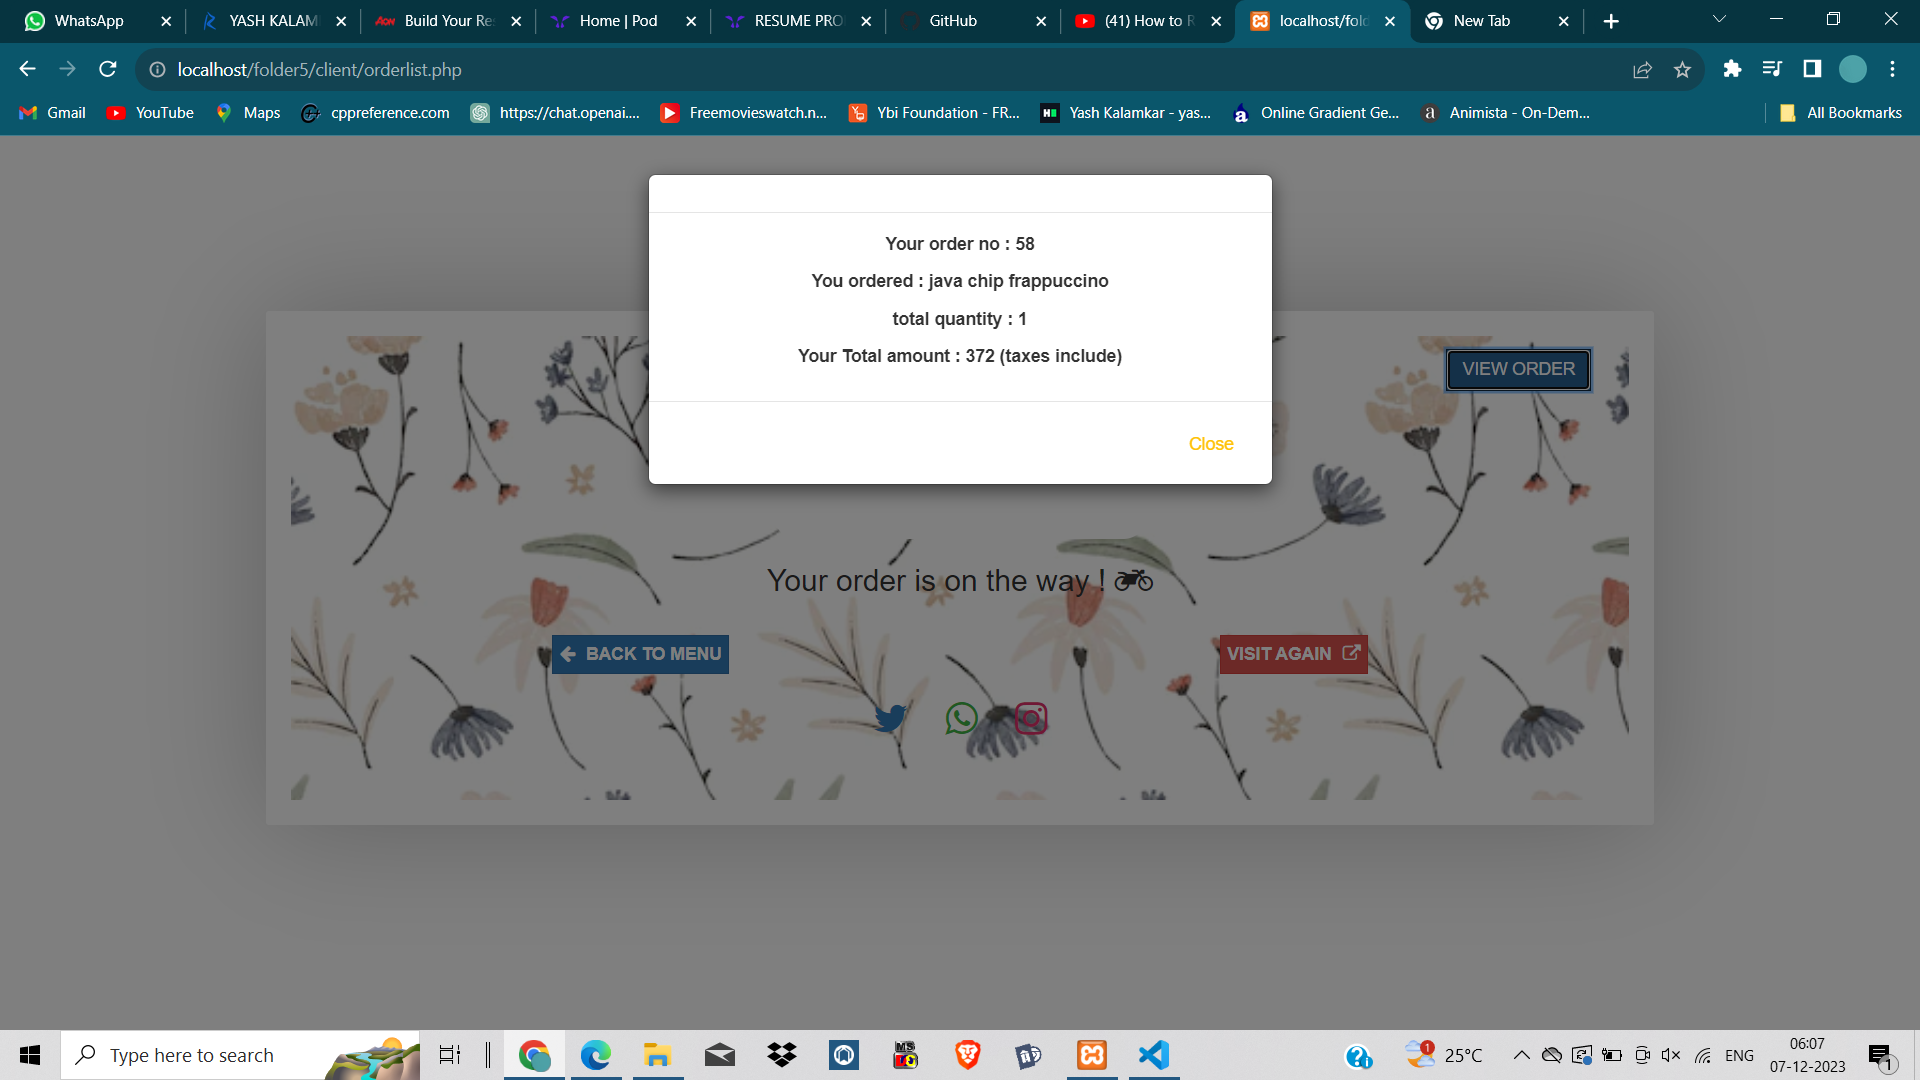 WhatsApp
YASH KALAM
Aon Build Your Re
Home | Pod
RESUME PRO
GitHub
(41) How to R
localhost/fold
New Tab
localhost/folder5/client/orderlist.php
Gmail
YouTube
Maps
cppreference.com
https://chat.openai....
Freemovieswatch.n...
Ybi Foundation - FR...
Yash Kalamkar - yas...
Online Gradient Ge...
a Animista - On-Dem...
All Bookmarks
Your order no : 58
You ordered : java chip frappuccino
total quantity : 1
Your Total amount : 372 (taxes include)
Close
VIEW ORDER
Your order is on the way !
BACK TO MENU
VISIT AGAIN
Type here to search
1
25°C
ENG
06:07
07-12-2023
1